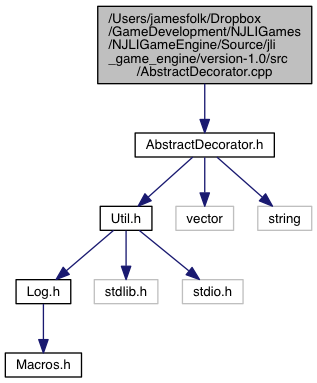 /Users/jamesfolk/Dropbox
/GameDevelopment/NJLIGames
/NJLIGameEngine/Source/jli
_game_engine/version-1.0/src
/AbstractDecorator.cpp
AbstractDecorator.h
Util.h
vector
string
Log.h
stdlib.h
stdio.h
Macros.h